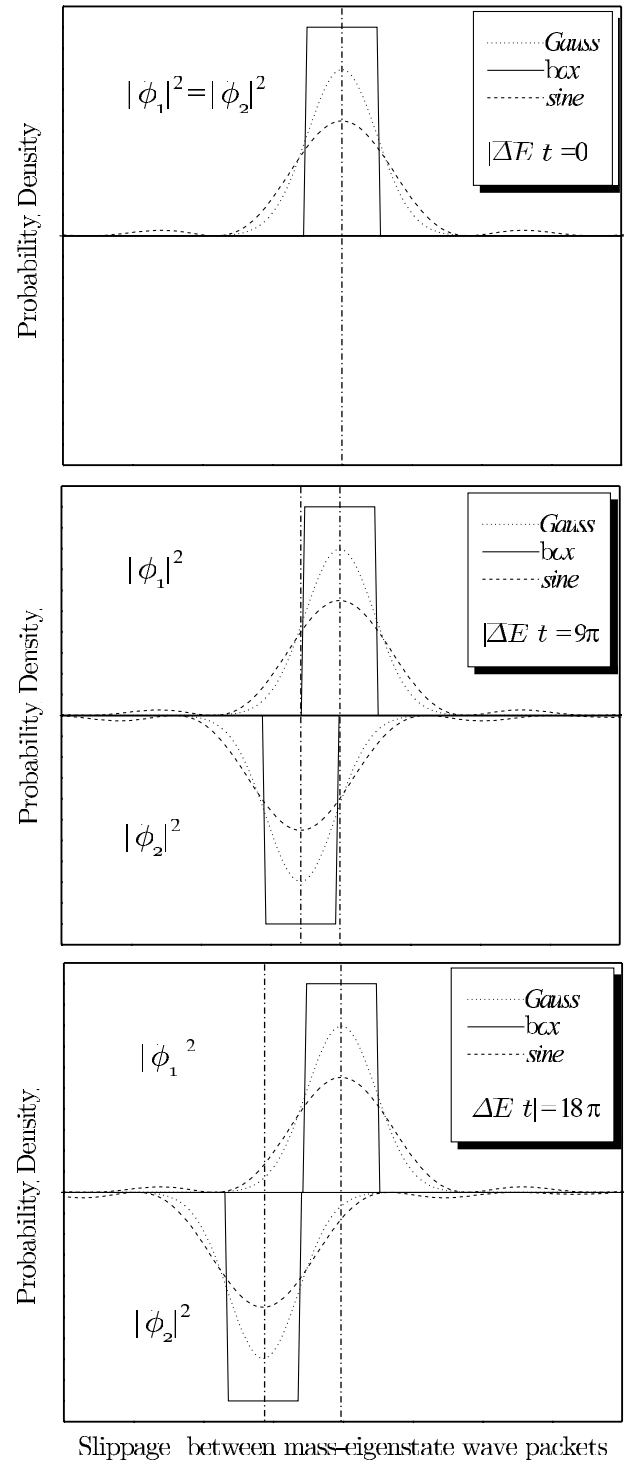 Probability Density
|ϕ₁|²=|ϕ₂|²
Gauss
box
sine
|ΔE t =0
Probability Density
|ϕ₁|²
|ϕ₂|²
Gauss
box
sine
|ΔE t = 9π
Probability Density
|ϕ₁ ²
|ϕ₂|²
Gauss
box
sine
ΔE t|=18π
Slippage between mass-eigenstate wave packets